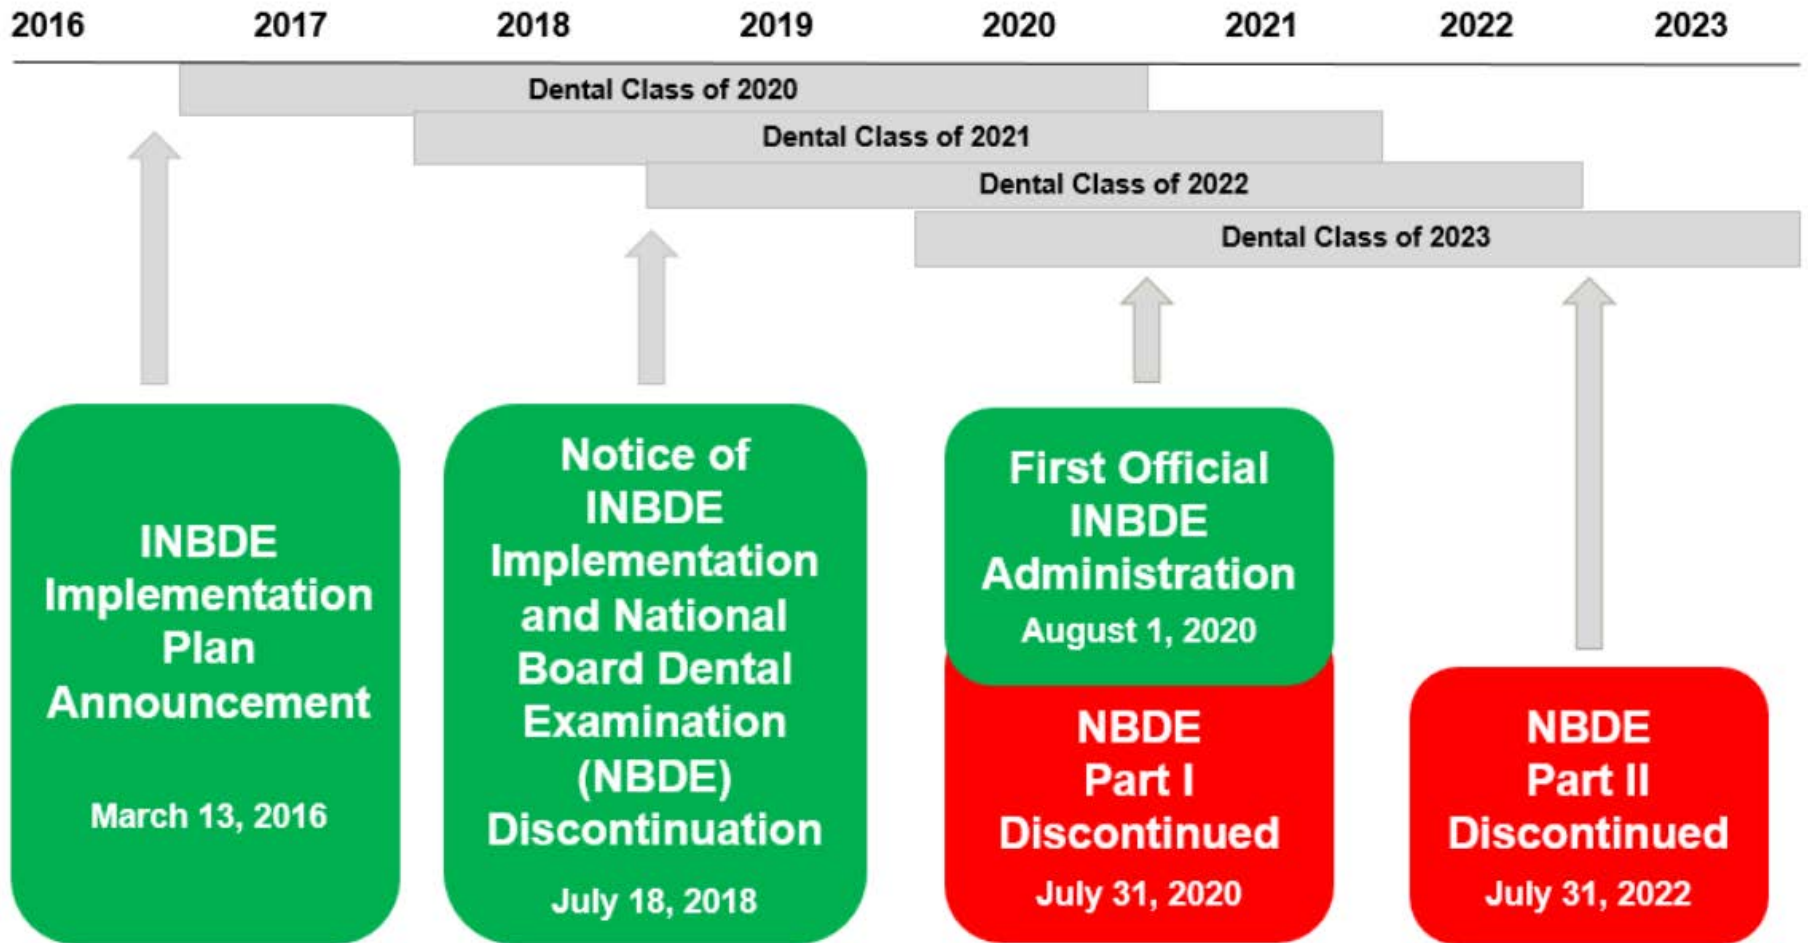 2016 2017 2018 2019 2020 2021 2022 2023
Dental Class of 2020
Dental Class of 2021
Dental Class of 2022
Dental Class of 2023
INBDE
Implementation
Plan
Announcement
March 13, 2016
Notice of
INBDE
Implementation
and National
Board Dental
Examination
(NBDE)
Discontinuation
July 18, 2018
First Official
INBDE
Administration
August 1, 2020
NBDE
Part I
Discontinued
July 31, 2020
NBDE
Part II
Discontinued
July 31, 2022